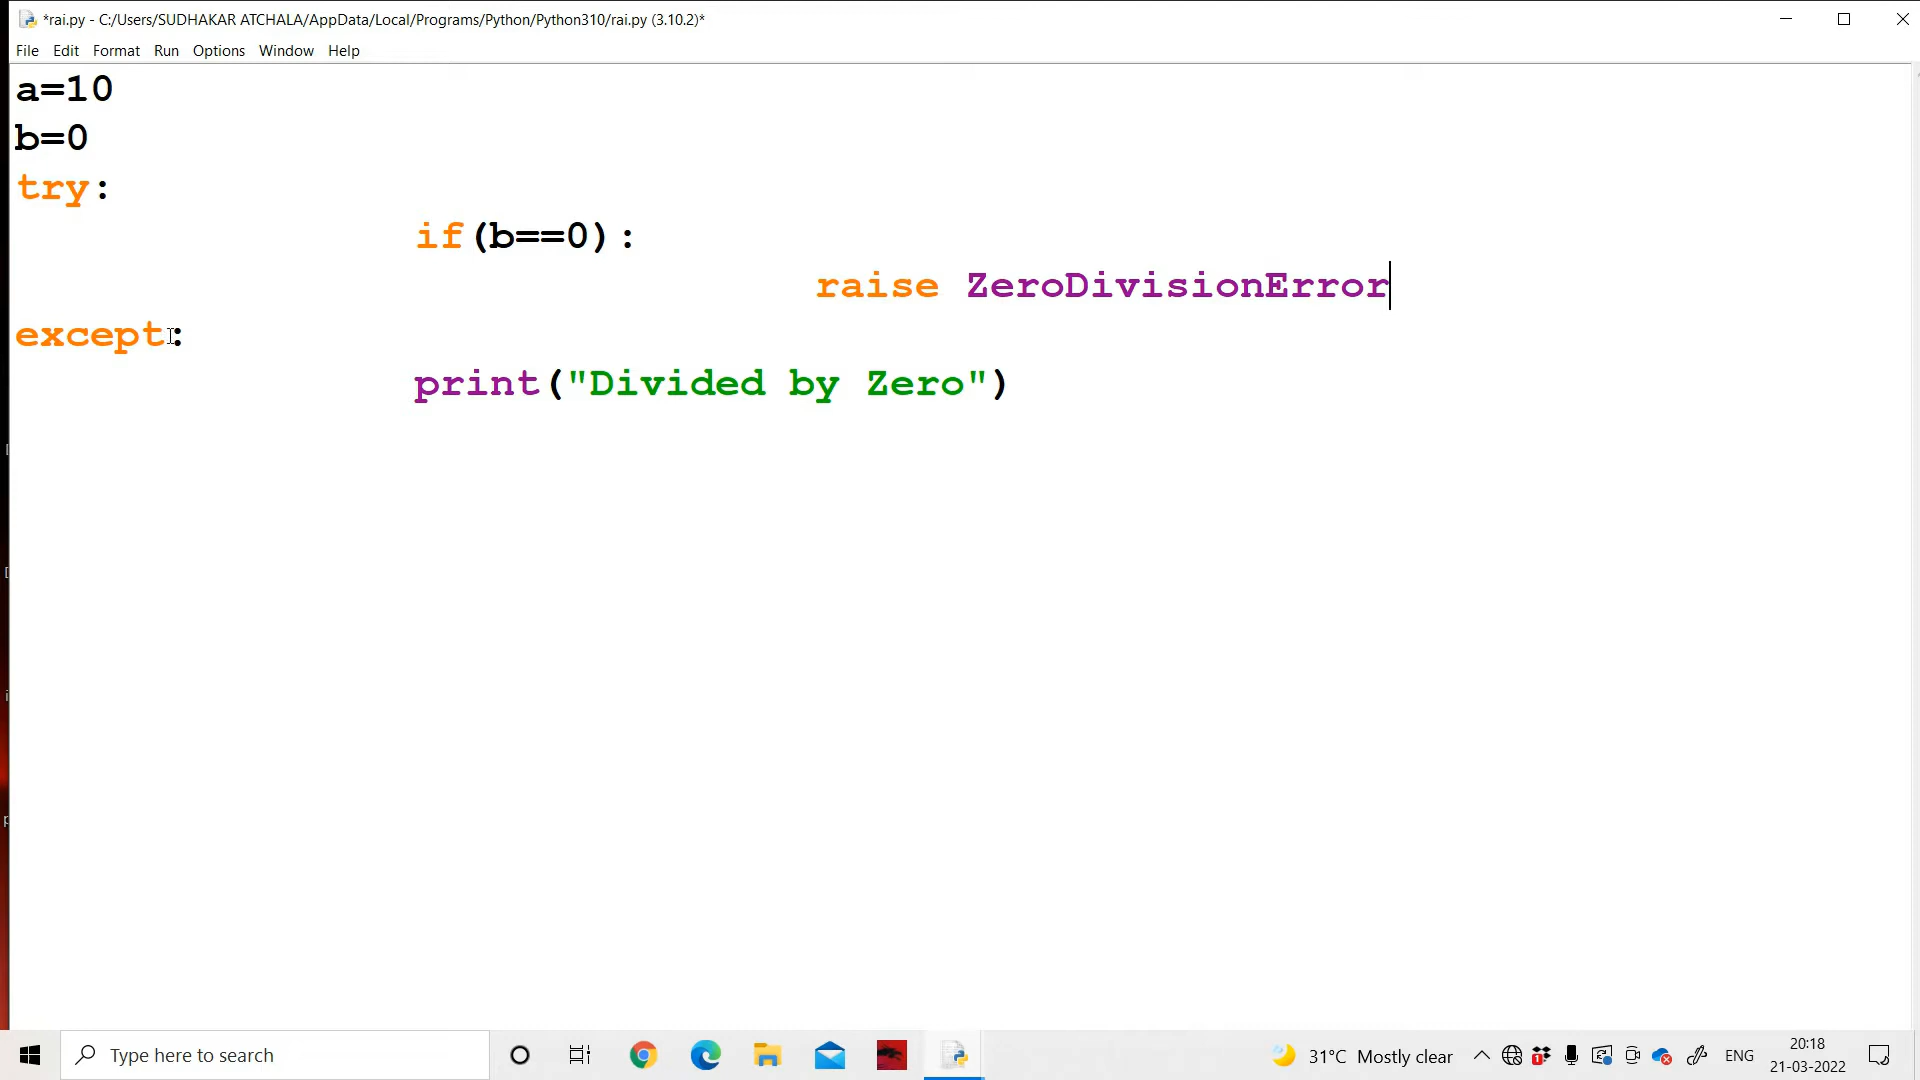 *rai.py - C:/Users/SUDHAKAR ATCHALA/AppData/Local/Programs/Python/Python310/rai.py (3.10.2)*
File Edit Format Run Options Window Help
a=10
b=0
try:
if(b==0):
raise ZeroDivisionError
except:
print("Divided by Zero")
Type here to search
31°C Mostly clear
ENG
20:18
21-03-2022